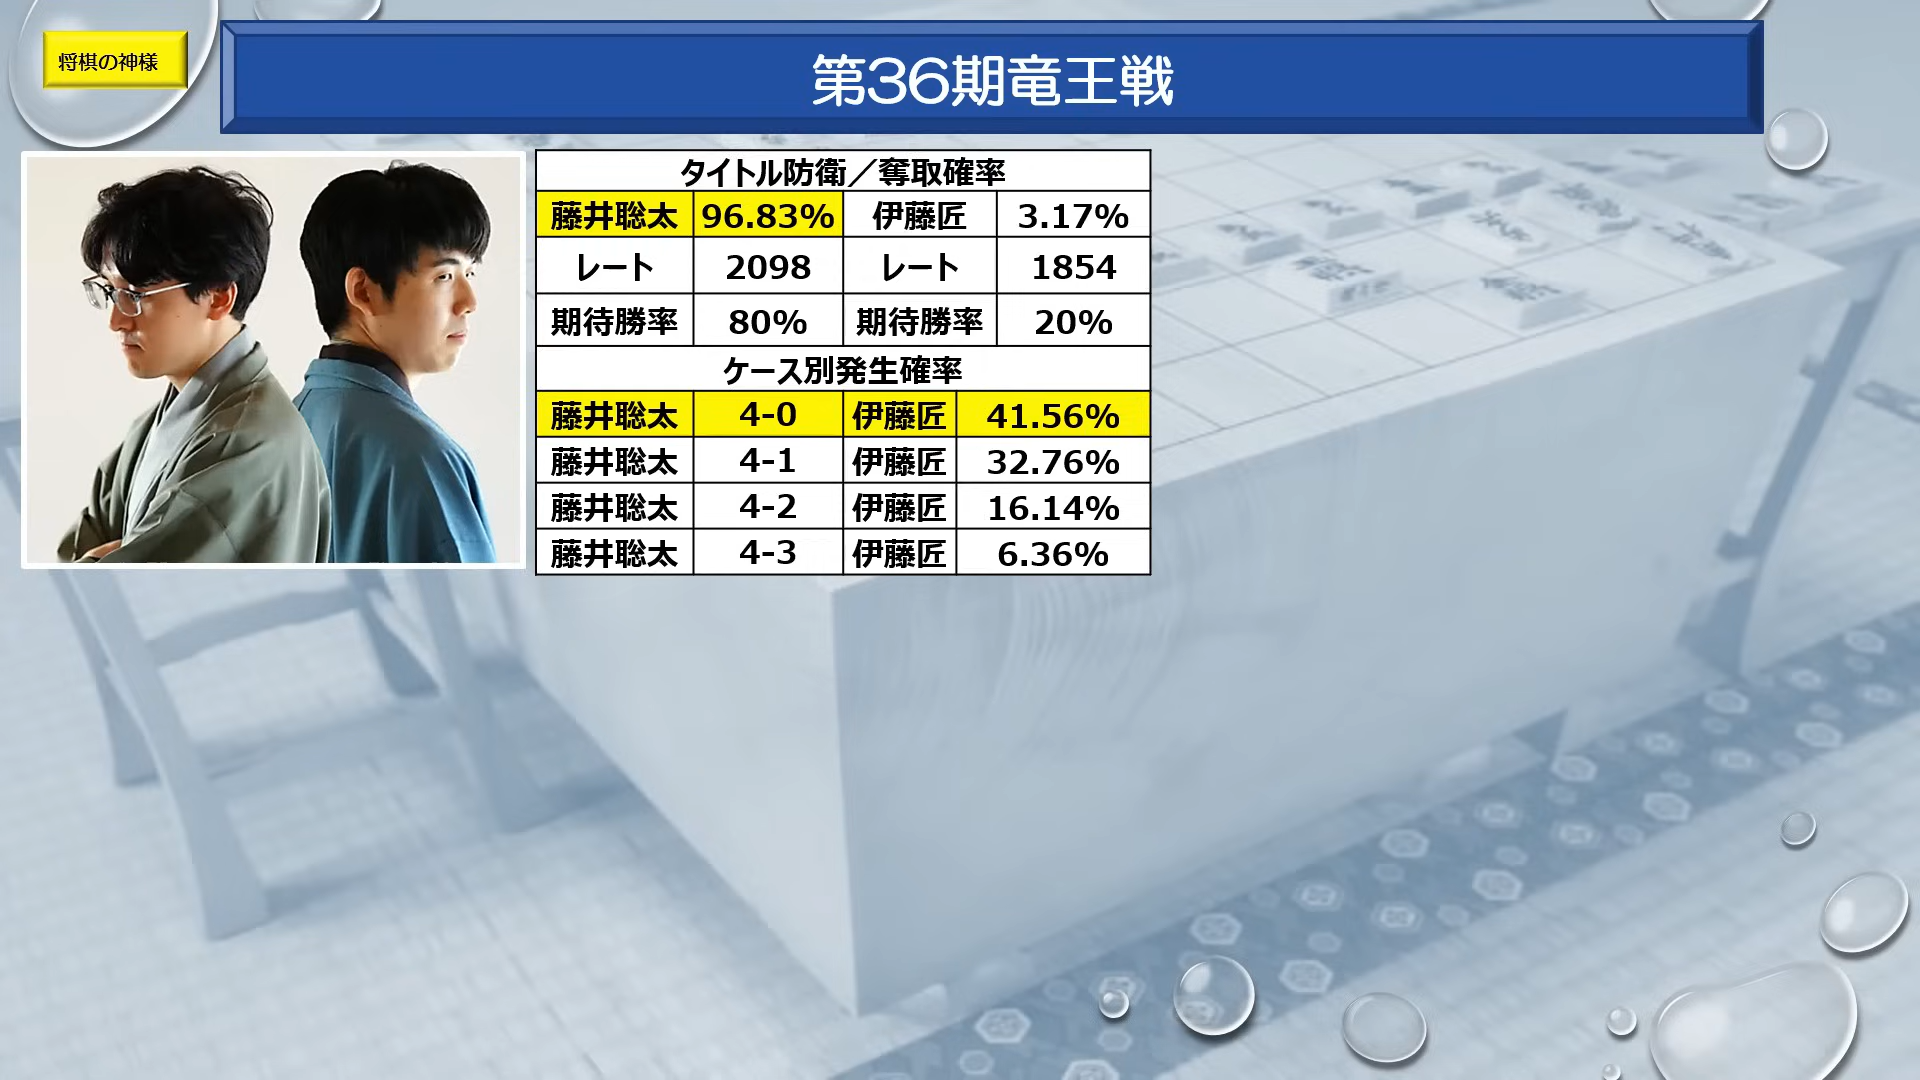 将棋の神様
第36期竜王戦
タイトル防衛／奪取確率
藤井聡太 96.83% 伊藤匠 3.17%
レート 2098 レート 1854
期待勝率 80% 期待勝率 20%
ケース別発生確率
藤井聡太 4-0 伊藤匠 41.56%
藤井聡太 4-1 伊藤匠 32.76%
藤井聡太 4-2 伊藤匠 16.14%
藤井聡太 4-3 伊藤匠 6.36%